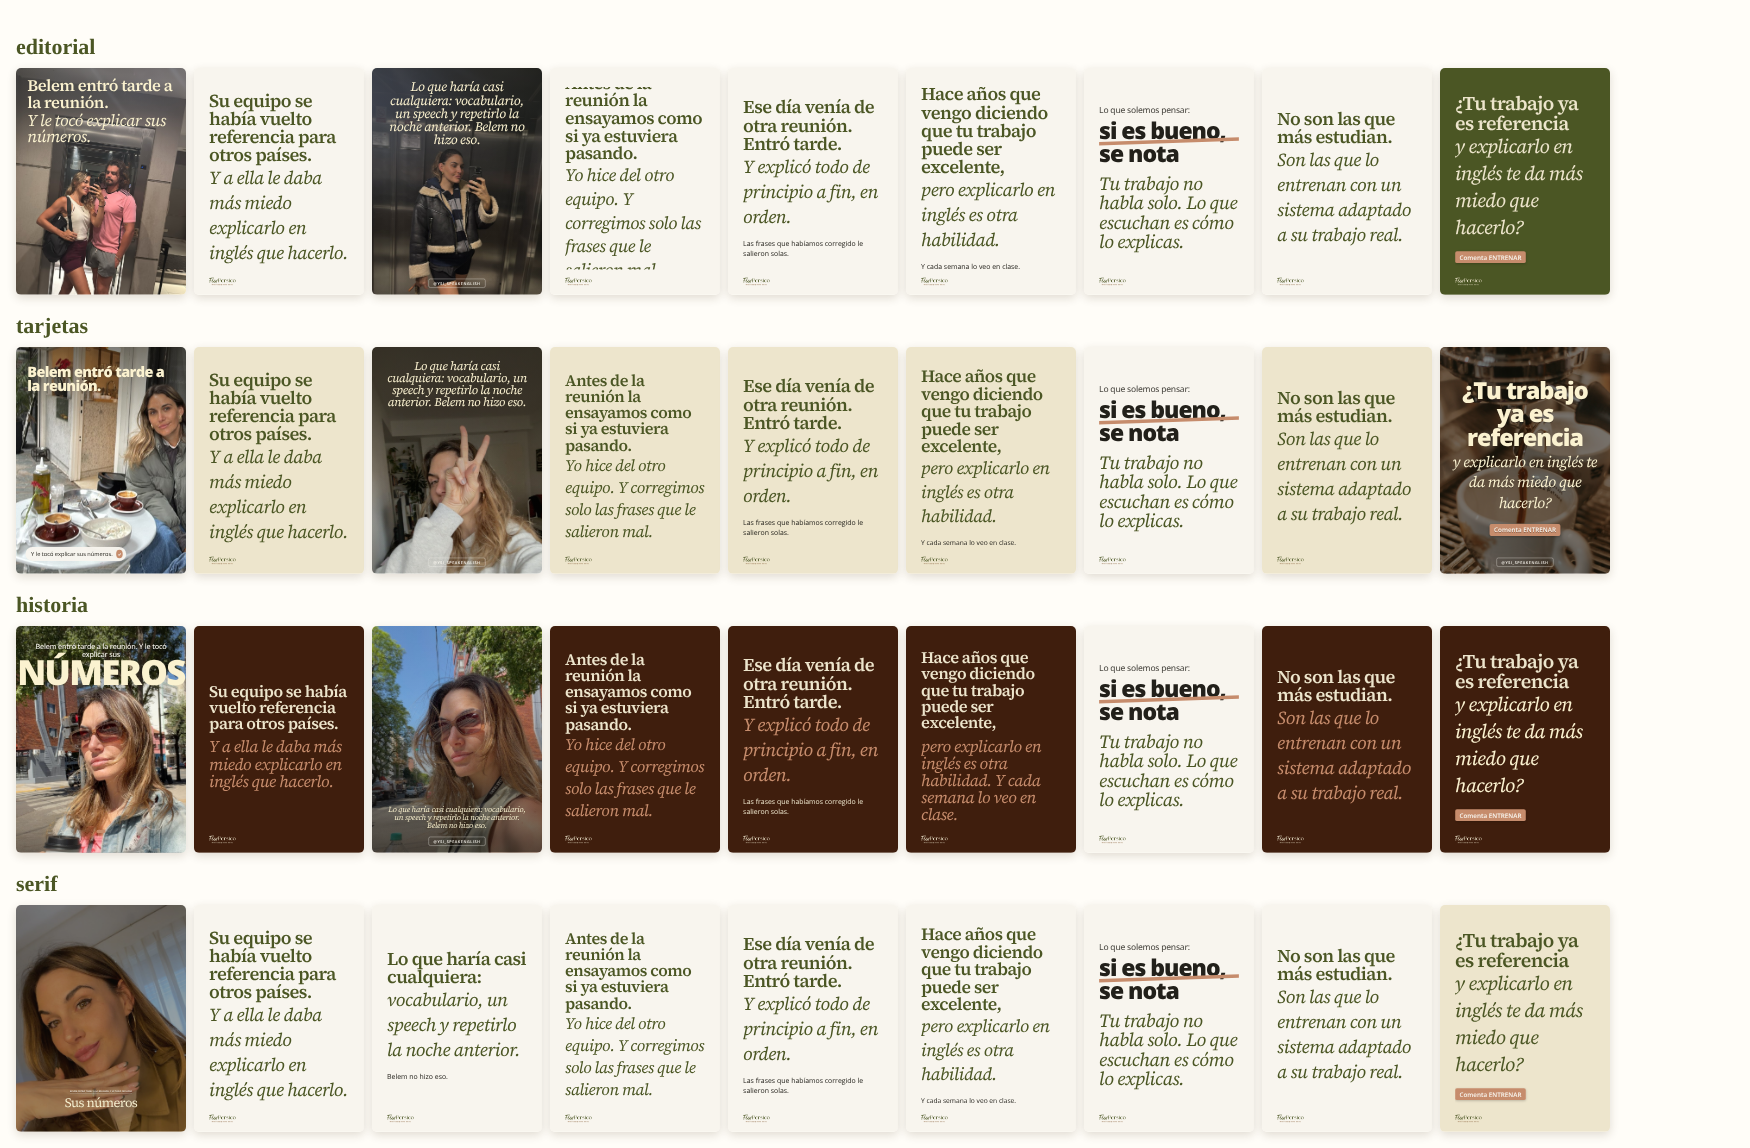 editorial
Belem entró tarde a
la reunión.
Y le tocó explicar sus
números.
Su equipo se
había vuelto
referencia para
otros países.
Y a ella le daba
más miedo
explicarlo en
inglés que hacerlo.
Lo que haría casi
cualquiera: vocabulario,
un speech y repetirlo la
noche anterior. Belem no
hizo eso.
@YSI_SPEAKENGLISH
Antes de la
reunión la
ensayamos como
si ya estuviera
pasando.
Yo hice del otro
equipo. Y
corregimos solo las
frases que le
salieron mal.
Ese día venía de
otra reunión.
Entró tarde.
Y explicó todo de
principio a fin, en
orden.
Las frases que habíamos corregido le
salieron solas.
Hace años que
vengo diciendo
que tu trabajo
puede ser
excelente,
pero explicarlo en
inglés es otra
habilidad.
Y cada semana lo veo en clase.
Lo que solemos pensar:
si es bueno,
se nota
Tu trabajo no
habla solo. Lo que
escuchan es cómo
lo explicas.
No son las que
más estudian.
Son las que lo
entrenan con un
sistema adaptado
a su trabajo real.
¿Tu trabajo ya
es referencia
y explicarlo en
inglés te da más
miedo que
hacerlo?
Comenta ENTRENAR
tarjetas
Belem entró tarde a
la reunión.
Y le tocó explicar sus números.
Su equipo se
había vuelto
referencia para
otros países.
Y a ella le daba
más miedo
explicarlo en
inglés que hacerlo.
Lo que haría casi
cualquiera: vocabulario, un
speech y repetirlo la noche
anterior. Belem no hizo eso.
@YSI_SPEAKENGLISH
Antes de la
reunión la
ensayamos como
si ya estuviera
pasando.
Yo hice del otro
equipo. Y corregimos
solo las frases que le
salieron mal.
Ese día venía de
otra reunión.
Entró tarde.
Y explicó todo de
principio a fin, en
orden.
Las frases que habíamos corregido le
salieron solas.
Hace años que
vengo diciendo
que tu trabajo
puede ser
excelente,
pero explicarlo en
inglés es otra
habilidad.
Y cada semana lo veo en clase.
Lo que solemos pensar:
si es bueno,
se nota
Tu trabajo no
habla solo. Lo que
escuchan es cómo
lo explicas.
No son las que
más estudian.
Son las que lo
entrenan con un
sistema adaptado
a su trabajo real.
¿Tu trabajo
ya es
referencia
y explicarlo en inglés te
da más miedo que
hacerlo?
Comenta ENTRENAR
@YSI_SPEAKENGLISH
historia
Belem entró tarde a la reunión. Y le tocó
explicar sus
NÚMEROS
Su equipo se había
vuelto referencia
para otros países.
Y a ella le daba más
miedo explicarlo en
inglés que hacerlo.
Lo que haría casi cualquiera: vocabulario,
un speech y repetirlo la noche anterior.
Belem no hizo eso.
@YSI_SPEAKENGLISH
Antes de la
reunión la
ensayamos como
si ya estuviera
pasando.
Yo hice del otro
equipo. Y corregimos
solo las frases que le
salieron mal.
Ese día venía de
otra reunión.
Entró tarde.
Y explicó todo de
principio a fin, en
orden.
Las frases que habíamos corregido le
salieron solas.
Hace años que
vengo diciendo
que tu trabajo
puede ser
excelente,
pero explicarlo en
inglés es otra
habilidad. Y cada
semana lo veo en
clase.
Lo que solemos pensar:
si es bueno,
se nota
Tu trabajo no
habla solo. Lo que
escuchan es cómo
lo explicas.
No son las que
más estudian.
Son las que lo
entrenan con un
sistema adaptado
a su trabajo real.
¿Tu trabajo ya
es referencia
y explicarlo en
inglés te da más
miedo que
hacerlo?
Comenta ENTRENAR
serif
Sus números
Su equipo se
había vuelto
referencia para
otros países.
Y a ella le daba
más miedo
explicarlo en
inglés que hacerlo.
Lo que haría casi
cualquiera:
vocabulario, un
speech y repetirlo
la noche anterior.
Belem no hizo eso.
Antes de la
reunión la
ensayamos como
si ya estuviera
pasando.
Yo hice del otro
equipo. Y corregimos
solo las frases que le
salieron mal.
Ese día venía de
otra reunión.
Entró tarde.
Y explicó todo de
principio a fin, en
orden.
Las frases que habíamos corregido le
salieron solas.
Hace años que
vengo diciendo
que tu trabajo
puede ser
excelente,
pero explicarlo en
inglés es otra
habilidad.
Y cada semana lo veo en clase.
Lo que solemos pensar:
si es bueno,
se nota
Tu trabajo no
habla solo. Lo que
escuchan es cómo
lo explicas.
No son las que
más estudian.
Son las que lo
entrenan con un
sistema adaptado
a su trabajo real.
¿Tu trabajo ya
es referencia
y explicarlo en
inglés te da más
miedo que
hacerlo?
Comenta ENTRENAR